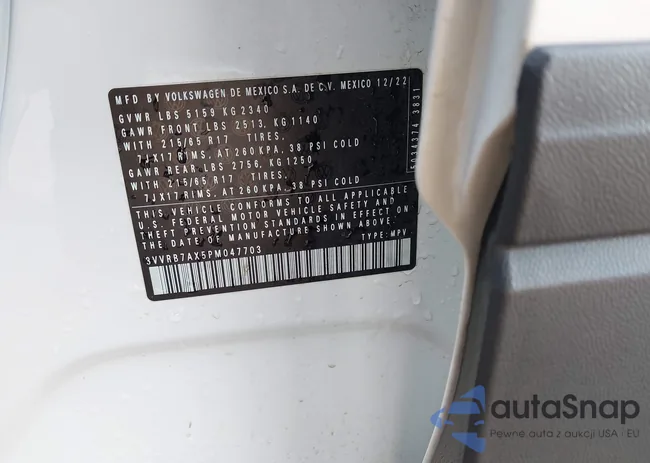 MFD BY VOLKSWAGEN DE MEXICO S.A. DE C.V. MEXICO 12/22
GVWR LBS 5159 KG 2340
GAWR FRONT LBS 2513, KG 1140
WITH 215/65 R17 TIRES,
7JX17 RIMS, AT 260 KPA, 38 PSI COLD
GAWR REAR LBS 2756, KG 1250
WITH 215/65 R17 TIRES,
7JX17 RIMS, AT 260 KPA, 38 PSI COLD
THIS VEHICLE CONFORMS TO ALL APPLICABLE
U.S. FEDERAL MOTOR VEHICLE SAFETY AND
THEFT PREVENTION STANDARDS IN EFFECT ON
THE DATE OF MANUFACTURE SHOWN ABOVE.
3VVRB7AX5PM047703 TYPE: MPV
5034374 3831
autaSnap
Pewne auta z aukcji USA i EU